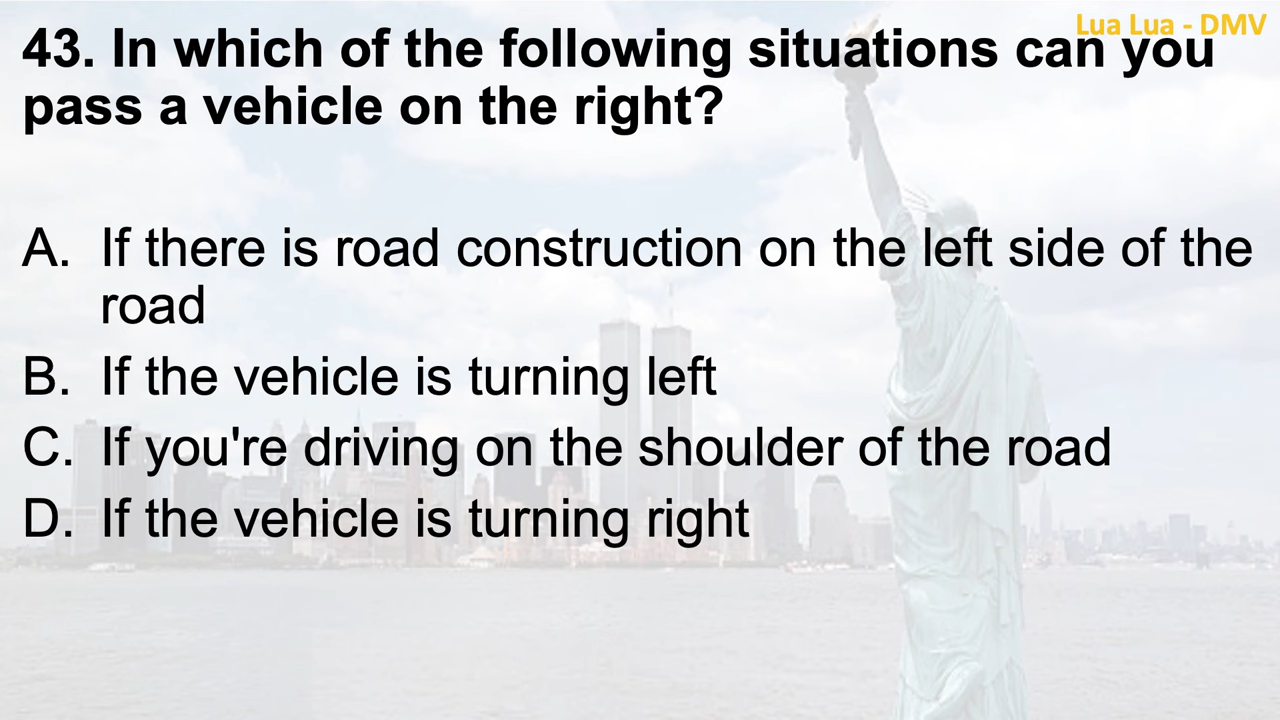 Lua Lua - DMV
43. In which of the following situations can you
pass a vehicle on the right?
A. If there is road construction on the left side of the
road
B. If the vehicle is turning left
C. If you're driving on the shoulder of the road
D. If the vehicle is turning right